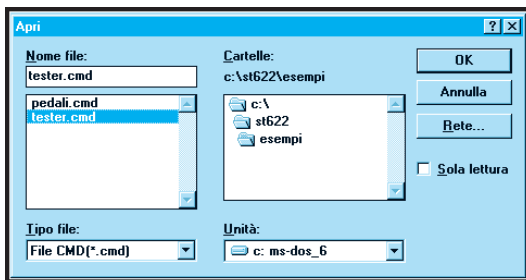 Apri
Nome file:
tester.cmd
pedali.cmd
tester.cmd
Tipo file:
File CMD(*.cmd)
Cartelle:
c:\st622\esempi
c:\
st622
esempi
Unità:
c: ms-dos_6
OK
Annulla
Rete...
Sola lettura